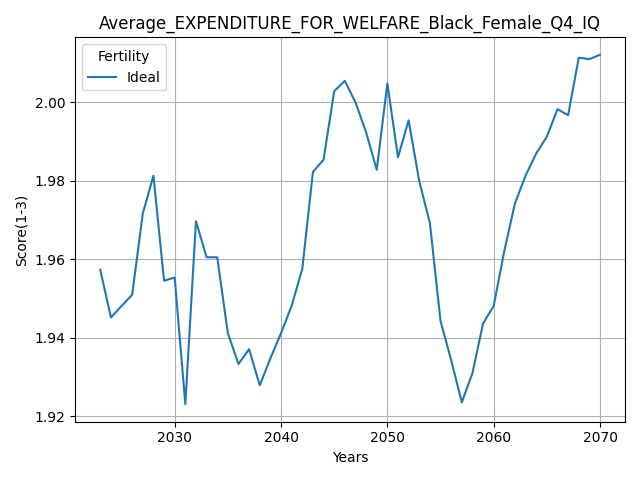 Average_EXPENDITURE_FOR_WELFARE_Black_Female_Q4_IQ
Fertility
Ideal
Score(1-3)
2.00
1.98
1.96
1.94
1.92
2030 2040 2050 2060 2070
Years